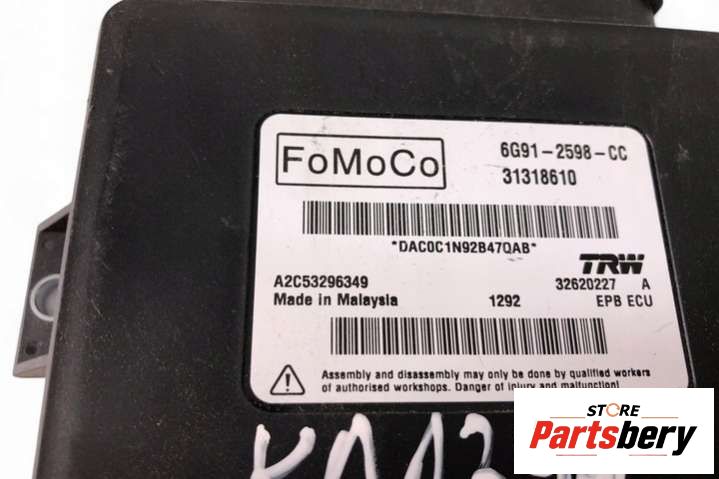 FoMoCo
6G91-2598-CC
31318610
*DAC0C1N92B47QAB*
TRW
A2C53296349
32620227 A
Made in Malaysia 1292 EPB ECU
Assembly and disassembly may only be done by qualified workers
of authorised workshops. Danger of injury and malfunction!
STORE
Partsbery